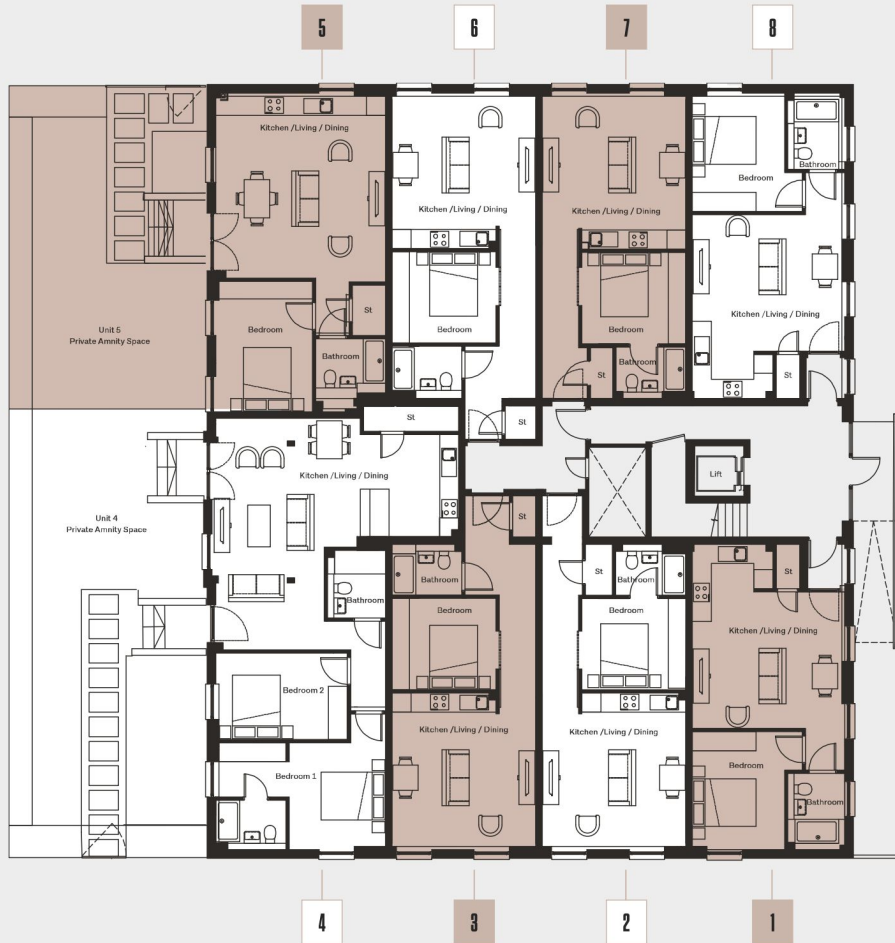 5
6
7
8
Kitchen /Living / Dining
Bathroom
Bedroom
Kitchen /Living / Dining
Kitchen /Living / Dining
Kitchen /Living / Dining
St
Bedroom
Bedroom
Bedroom
Unit 5
Private Amnity Space
Bathroom
Bathroom
St
St
St
St
Kitchen /Living / Dining
Lift
Unit 4
Private Amnity Space
St
St
Bathroom
St
Bathroom
St
Bathroom
Bedroom
Bedroom
Kitchen /Living / Dining
Bedroom 2
Kitchen /Living / Dining
Kitchen /Living / Dining
Bedroom 1
Bedroom
Bathroom
4
3
2
1